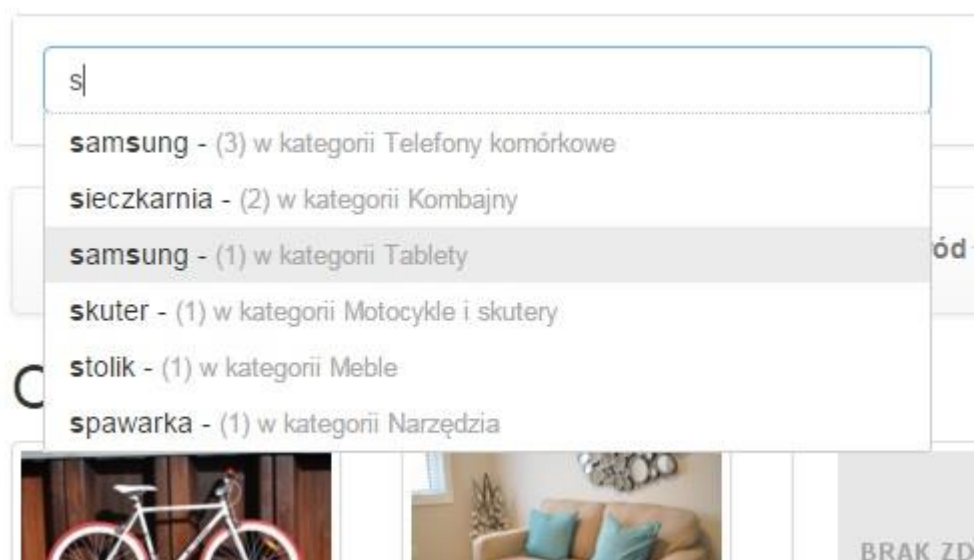 s
samsung - (3) w kategorii Telefony komórkowe
sieczkarnia - (2) w kategorii Kombajny
samsung - (1) w kategorii Tablety
ród
skuter - (1) w kategorii Motocykle i skutery
stolik - (1) w kategorii Meble
spawarka - (1) w kategorii Narzędzia
BRAK ZD